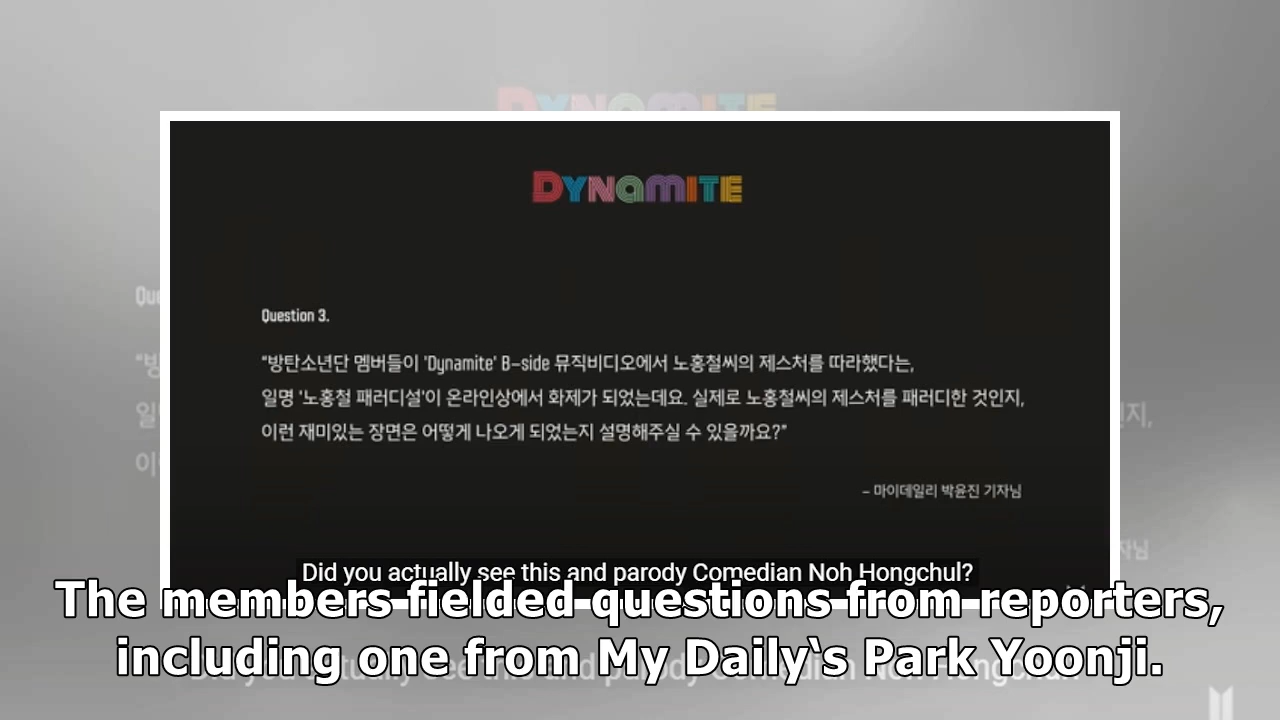 DYNAMITE
Question 3.
"방탄소년단 멤버들이 'Dynamite' B-side 뮤직비디오에서 노홍철씨의 제스처를 따라했다는,
일명 '노홍철 패러디설'이 온라인상에서 화제가 되었는데요. 실제로 노홍철씨의 제스처를 패러디한 것인지,
이런 재미있는 장면은 어떻게 나오게 되었는지 설명해주실 수 있을까요?"
– 마이데일리 박윤진 기자님
Did you actually see this and parody Comedian Noh Hongchul?
The members fielded questions from reporters,
including one from My Daily‛s Park Yoonji.